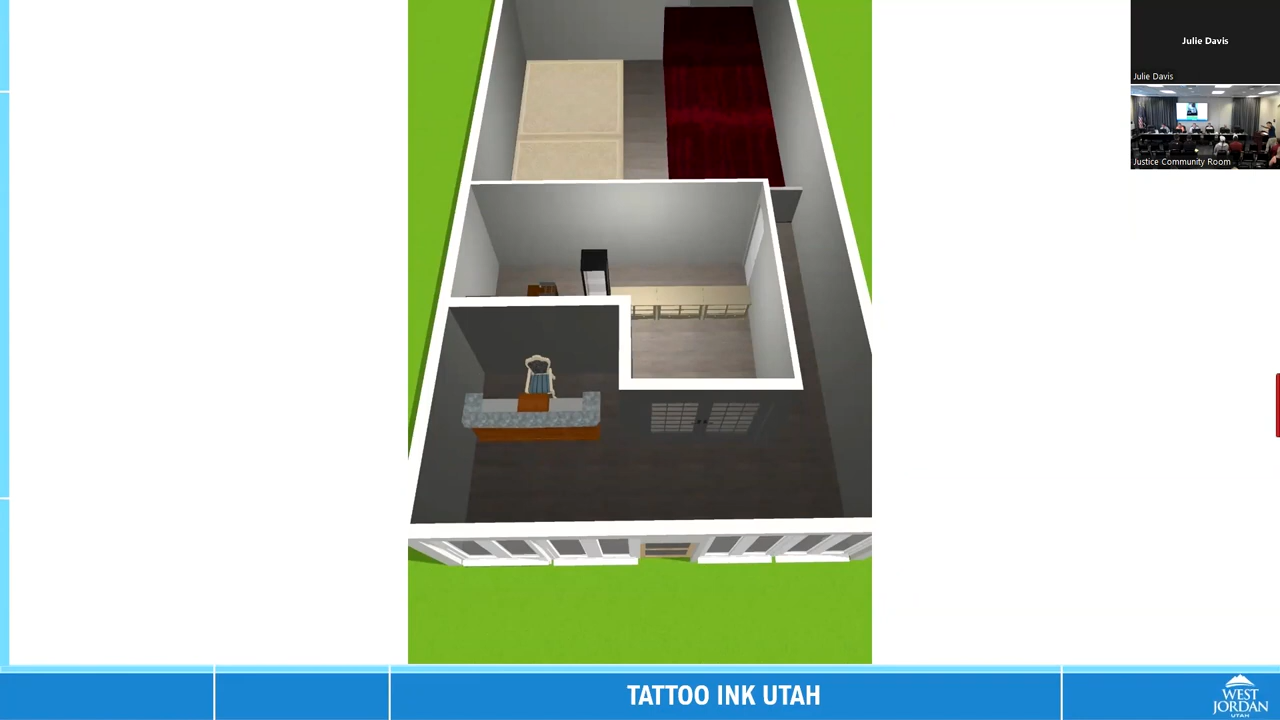 Julie Davis
Julie Davis
Justice Community Room
TATTOO INK UTAH
WEST
JORDAN
UTAH